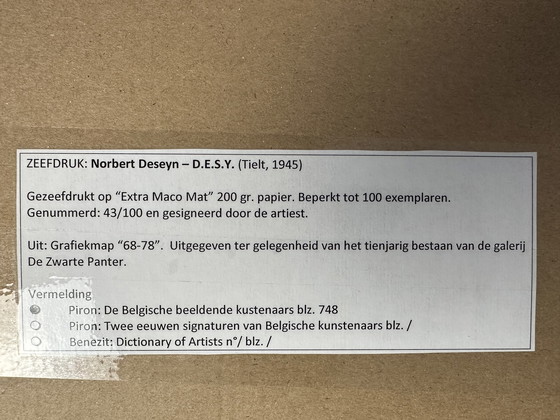 ZEEFDRUK: Norbert Deseyn – D.E.S.Y. (Tielt, 1945)
Gezeefdrukt op “Extra Maco Mat” 200 gr. papier. Beperkt tot 100 exemplaren.
Genummerd: 43/100 en gesigneerd door de artiest.
Uit: Grafiekmap “68-78”. Uitgegeven ter gelegenheid van het tienjarig bestaan van de galerij
De Zwarte Panter.
Vermelding
Piron: De Belgische beeldende kustenaars blz. 748
Piron: Twee eeuwen signaturen van Belgische kunstenaars blz. /
Benezit: Dictionary of Artists n°/ blz. /